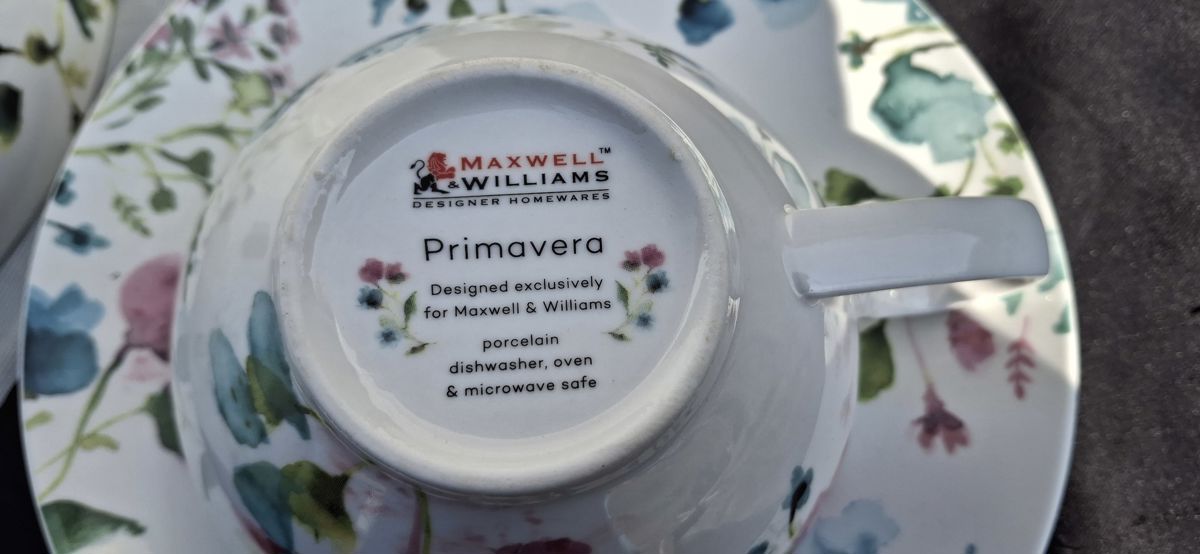 MAXWELL™
& WILLIAMS
DESIGNER HOMEWARES
Primavera
Designed exclusively
for Maxwell & Williams
porcelain
dishwasher, oven
& microwave safe